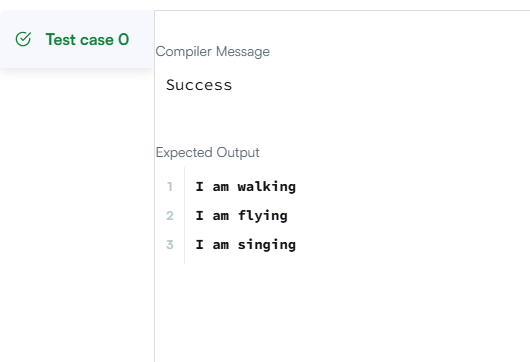 Test case 0
Compiler Message
Success
Expected Output
1 I am walking
2 I am flying
3 I am singing